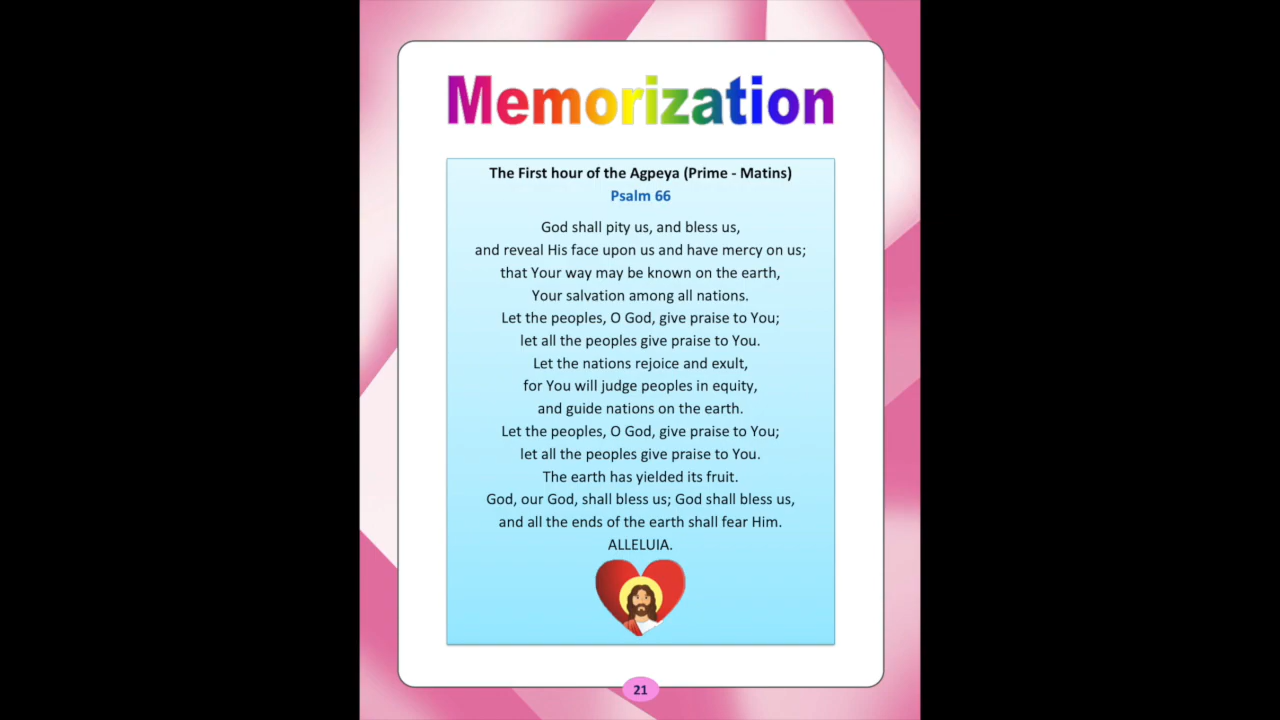 Memorization
The First hour of the Agpeya (Prime - Matins)
Psalm 66
God shall pity us, and bless us,
and reveal His face upon us and have mercy on us;
that Your way may be known on the earth,
Your salvation among all nations.
Let the peoples, O God, give praise to You;
let all the peoples give praise to You.
Let the nations rejoice and exult,
for You will judge peoples in equity,
and guide nations on the earth.
Let the peoples, O God, give praise to You;
let all the peoples give praise to You.
The earth has yielded its fruit.
God, our God, shall bless us; God shall bless us,
and all the ends of the earth shall fear Him.
ALLELUIA.
21